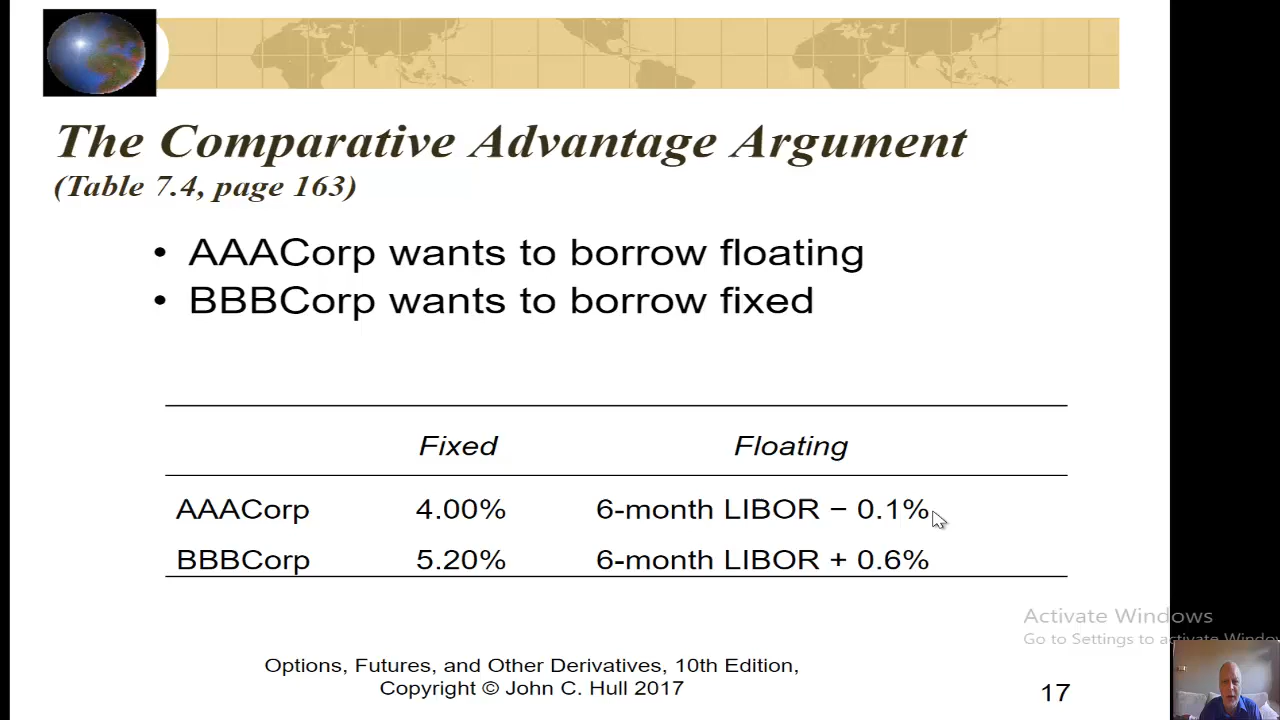 The Comparative Advantage Argument
(Table 7.4, page 163)
• AAACorp wants to borrow floating
• BBBCorp wants to borrow fixed
Fixed Floating
AAACorp 4.00% 6-month LIBOR − 0.1%
BBBCorp 5.20% 6-month LIBOR + 0.6%
Activate Windows
Go to Settings to activate Windo
Options, Futures, and Other Derivatives, 10th Edition,
Copyright © John C. Hull 2017
17